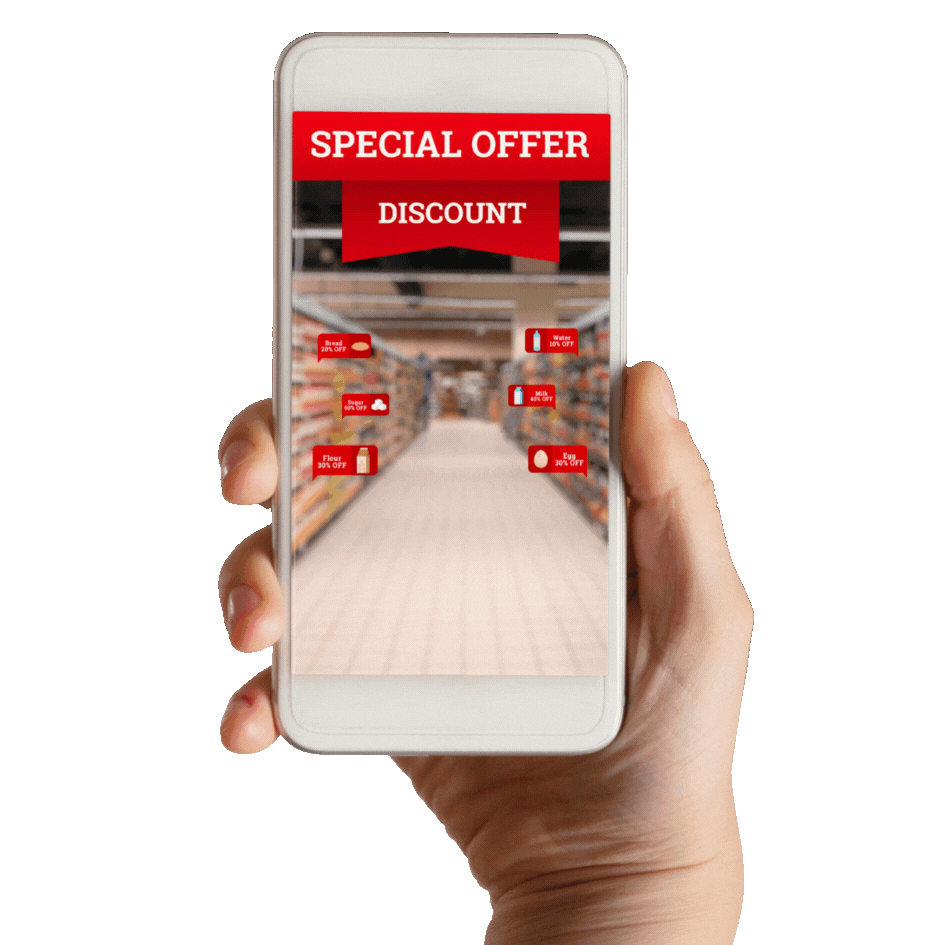 SPECIAL OFFER
DISCOUNT
Bread
20% OFF
Water
10% OFF
Sugar
50% OFF
Milk
40% OFF
Flour
30% OFF
Egg
30% OFF